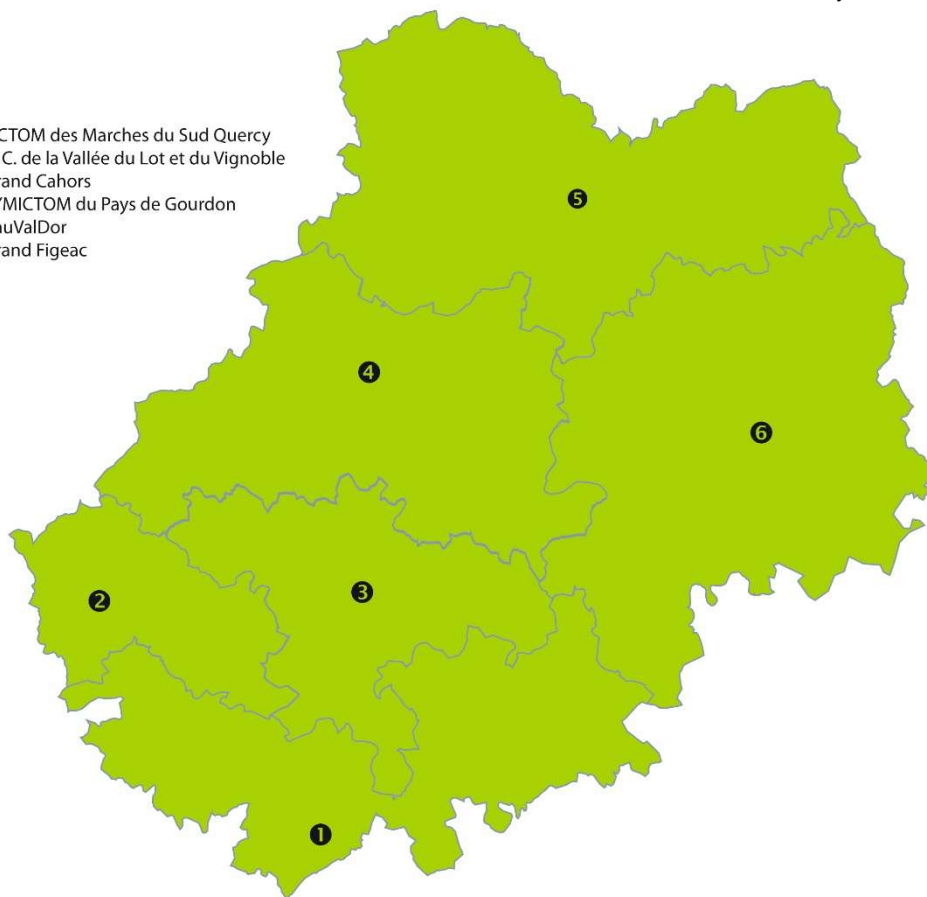 CTOM des Marches du Sud Quercy
C. de la Vallée du Lot et du Vignoble
rand Cahors
YMICTOM du Pays de Gourdon
auValDor
rand Figeac
5
4
6
3
2
1